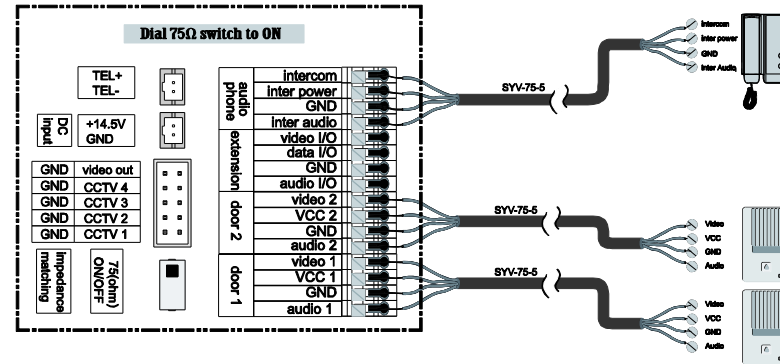 Dial 75Ω switch to ON
TEL+
TEL-
DC input
+14.5V
GND
GND video out
GND CCTV 4
GND CCTV 3
GND CCTV 2
GND CCTV 1
Impedance matching
75(ohm) ON/OFF
audio phone
intercom
inter power
GND
inter audio
extension
video I/O
data I/O
GND
audio I/O
door 2
video 2
VCC 2
GND
audio 2
door 1
video 1
VCC 1
GND
audio 1
SYV-75-5
Intercom
Inter power
GND
Inter Audio
SYV-75-5
Video
VCC
GND
Audio
SYV-75-5
Video
VCC
GND
Audio